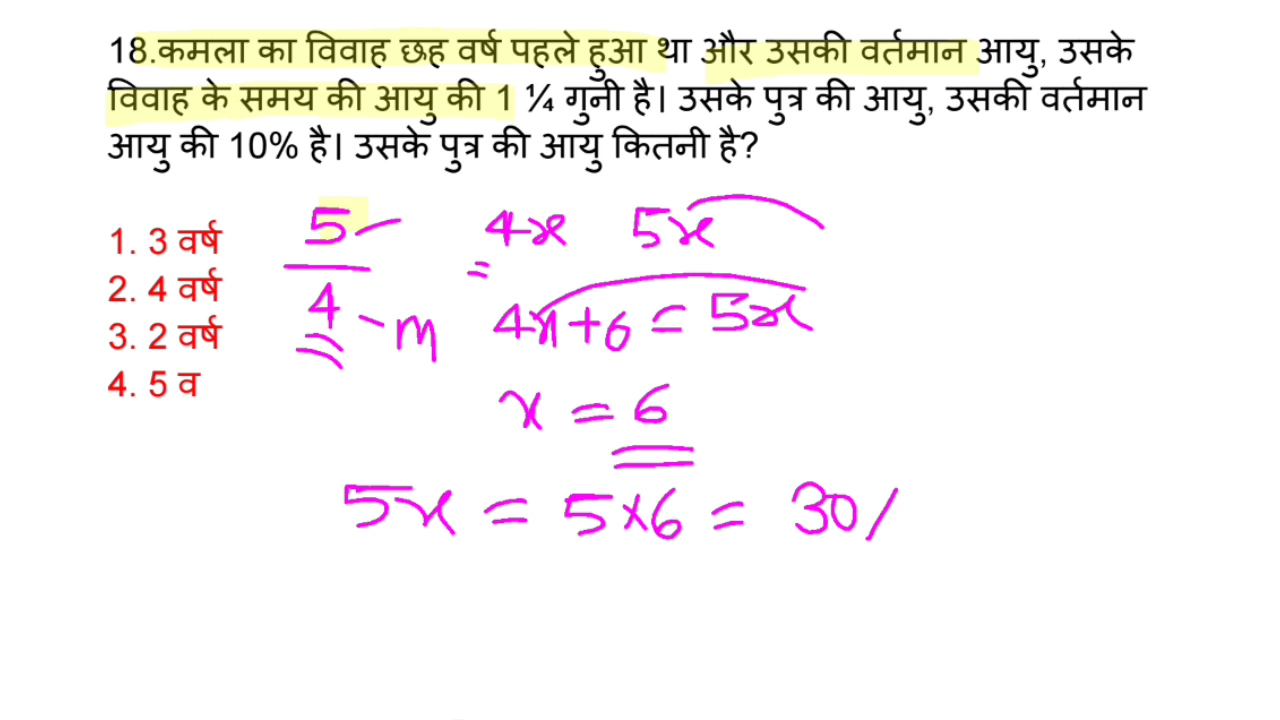 18.कमला का विवाह छह वर्ष पहले हुआ था और उसकी वर्तमान आयु, उसके
विवाह के समय की आयु की 1 ¼ गुनी है। उसके पुत्र की आयु, उसकी वर्तमान
आयु की 10% है। उसके पुत्र की आयु कितनी है?
1. 3 वर्ष
2. 4 वर्ष
3. 2 वर्ष
4. 5 व
5
4 - m
= 4x 5x
4x+6 = 5x
x = 6
5x = 5×6 = 30/